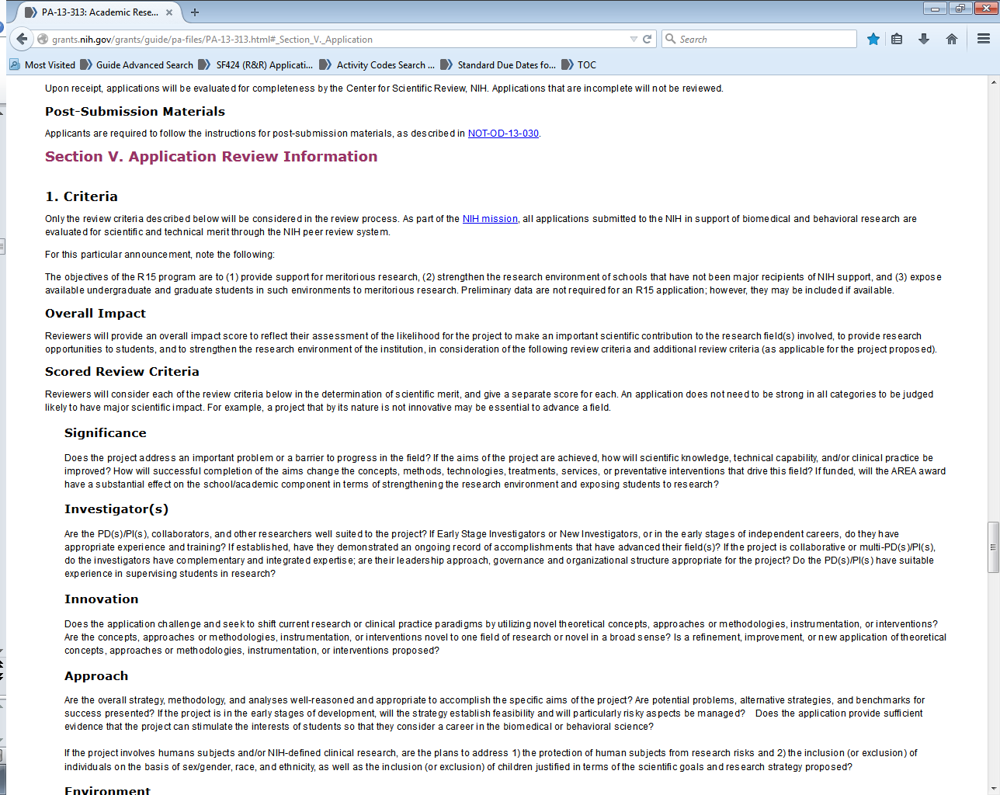 PA-13-313: Academic Rese...
grants.nih.gov/grants/guide/pa-files/PA-13-313.html#_Section_V._Application
Search
Most Visited Guide Advanced Search SF424 (R&R) Applicati... Activity Codes Search ... Standard Due Dates fo... TOC
Upon receipt, applications will be evaluated for completeness by the Center for Scientific Review, NIH. Applications that are incomplete will not be reviewed.
Post-Submission Materials
Applicants are required to follow the instructions for post-submission materials, as described in NOT-OD-13-030.
Section V. Application Review Information
1. Criteria
Only the review criteria described below will be considered in the review process. As part of the NIH mission, all applications submitted to the NIH in support of biomedical and behavioral research are
evaluated for scientific and technical merit through the NIH peer review system.
For this particular announcement, note the following:
The objectives of the R15 program are to (1) provide support for meritorious research, (2) strengthen the research environment of schools that have not been major recipients of NIH support, and (3) expose
available undergraduate and graduate students in such environments to meritorious research. Preliminary data are not required for an R15 application; however, they may be included if available.
Overall Impact
Reviewers will provide an overall impact score to reflect their assessment of the likelihood for the project to make an important scientific contribution to the research field(s) involved, to provide research
opportunities to students, and to strengthen the research environment of the institution, in consideration of the following review criteria and additional review criteria (as applicable for the project proposed).
Scored Review Criteria
Reviewers will consider each of the review criteria below in the determination of scientific merit, and give a separate score for each. An application does not need to be strong in all categories to be judged
likely to have major scientific impact. For example, a project that by its nature is not innovative may be essential to advance a field.
Significance
Does the project address an important problem or a barrier to progress in the field? If the aims of the project are achieved, how will scientific knowledge, technical capability, and/or clinical practice be
improved? How will successful completion of the aims change the concepts, methods, technologies, treatments, services, or preventative interventions that drive this field? If funded, will the AREA award
have a substantial effect on the school/academic component in terms of strengthening the research environment and exposing students to research?
Investigator(s)
Are the PD(s)/PI(s), collaborators, and other researchers well suited to the project? If Early Stage Investigators or New Investigators, or in the early stages of independent careers, do they have
appropriate experience and training? If established, have they demonstrated an ongoing record of accomplishments that have advanced their field(s)? If the project is collaborative or multi-PD(s)/PI(s),
do the investigators have complementary and integrated expertise; are their leadership approach, governance and organizational structure appropriate for the project? Do the PD(s)/PI(s) have suitable
experience in supervising students in research?
Innovation
Does the application challenge and seek to shift current research or clinical practice paradigms by utilizing novel theoretical concepts, approaches or methodologies, instrumentation, or interventions?
Are the concepts, approaches or methodologies, instrumentation, or interventions novel to one field of research or novel in a broad sense? Is a refinement, improvement, or new application of theoretical
concepts, approaches or methodologies, instrumentation, or interventions proposed?
Approach
Are the overall strategy, methodology, and analyses well-reasoned and appropriate to accomplish the specific aims of the project? Are potential problems, alternative strategies, and benchmarks for
success presented? If the project is in the early stages of development, will the strategy establish feasibility and will particularly risky aspects be managed? Does the application provide sufficient
evidence that the project can stimulate the interests of students so that they consider a career in the biomedical or behavioral science?
If the project involves humans subjects and/or NIH-defined clinical research, are the plans to address 1) the protection of human subjects from research risks and 2) the inclusion (or exclusion) of
individuals on the basis of sex/gender, race, and ethnicity, as well as the inclusion (or exclusion) of children justified in terms of the scientific goals and research strategy proposed?
Environment